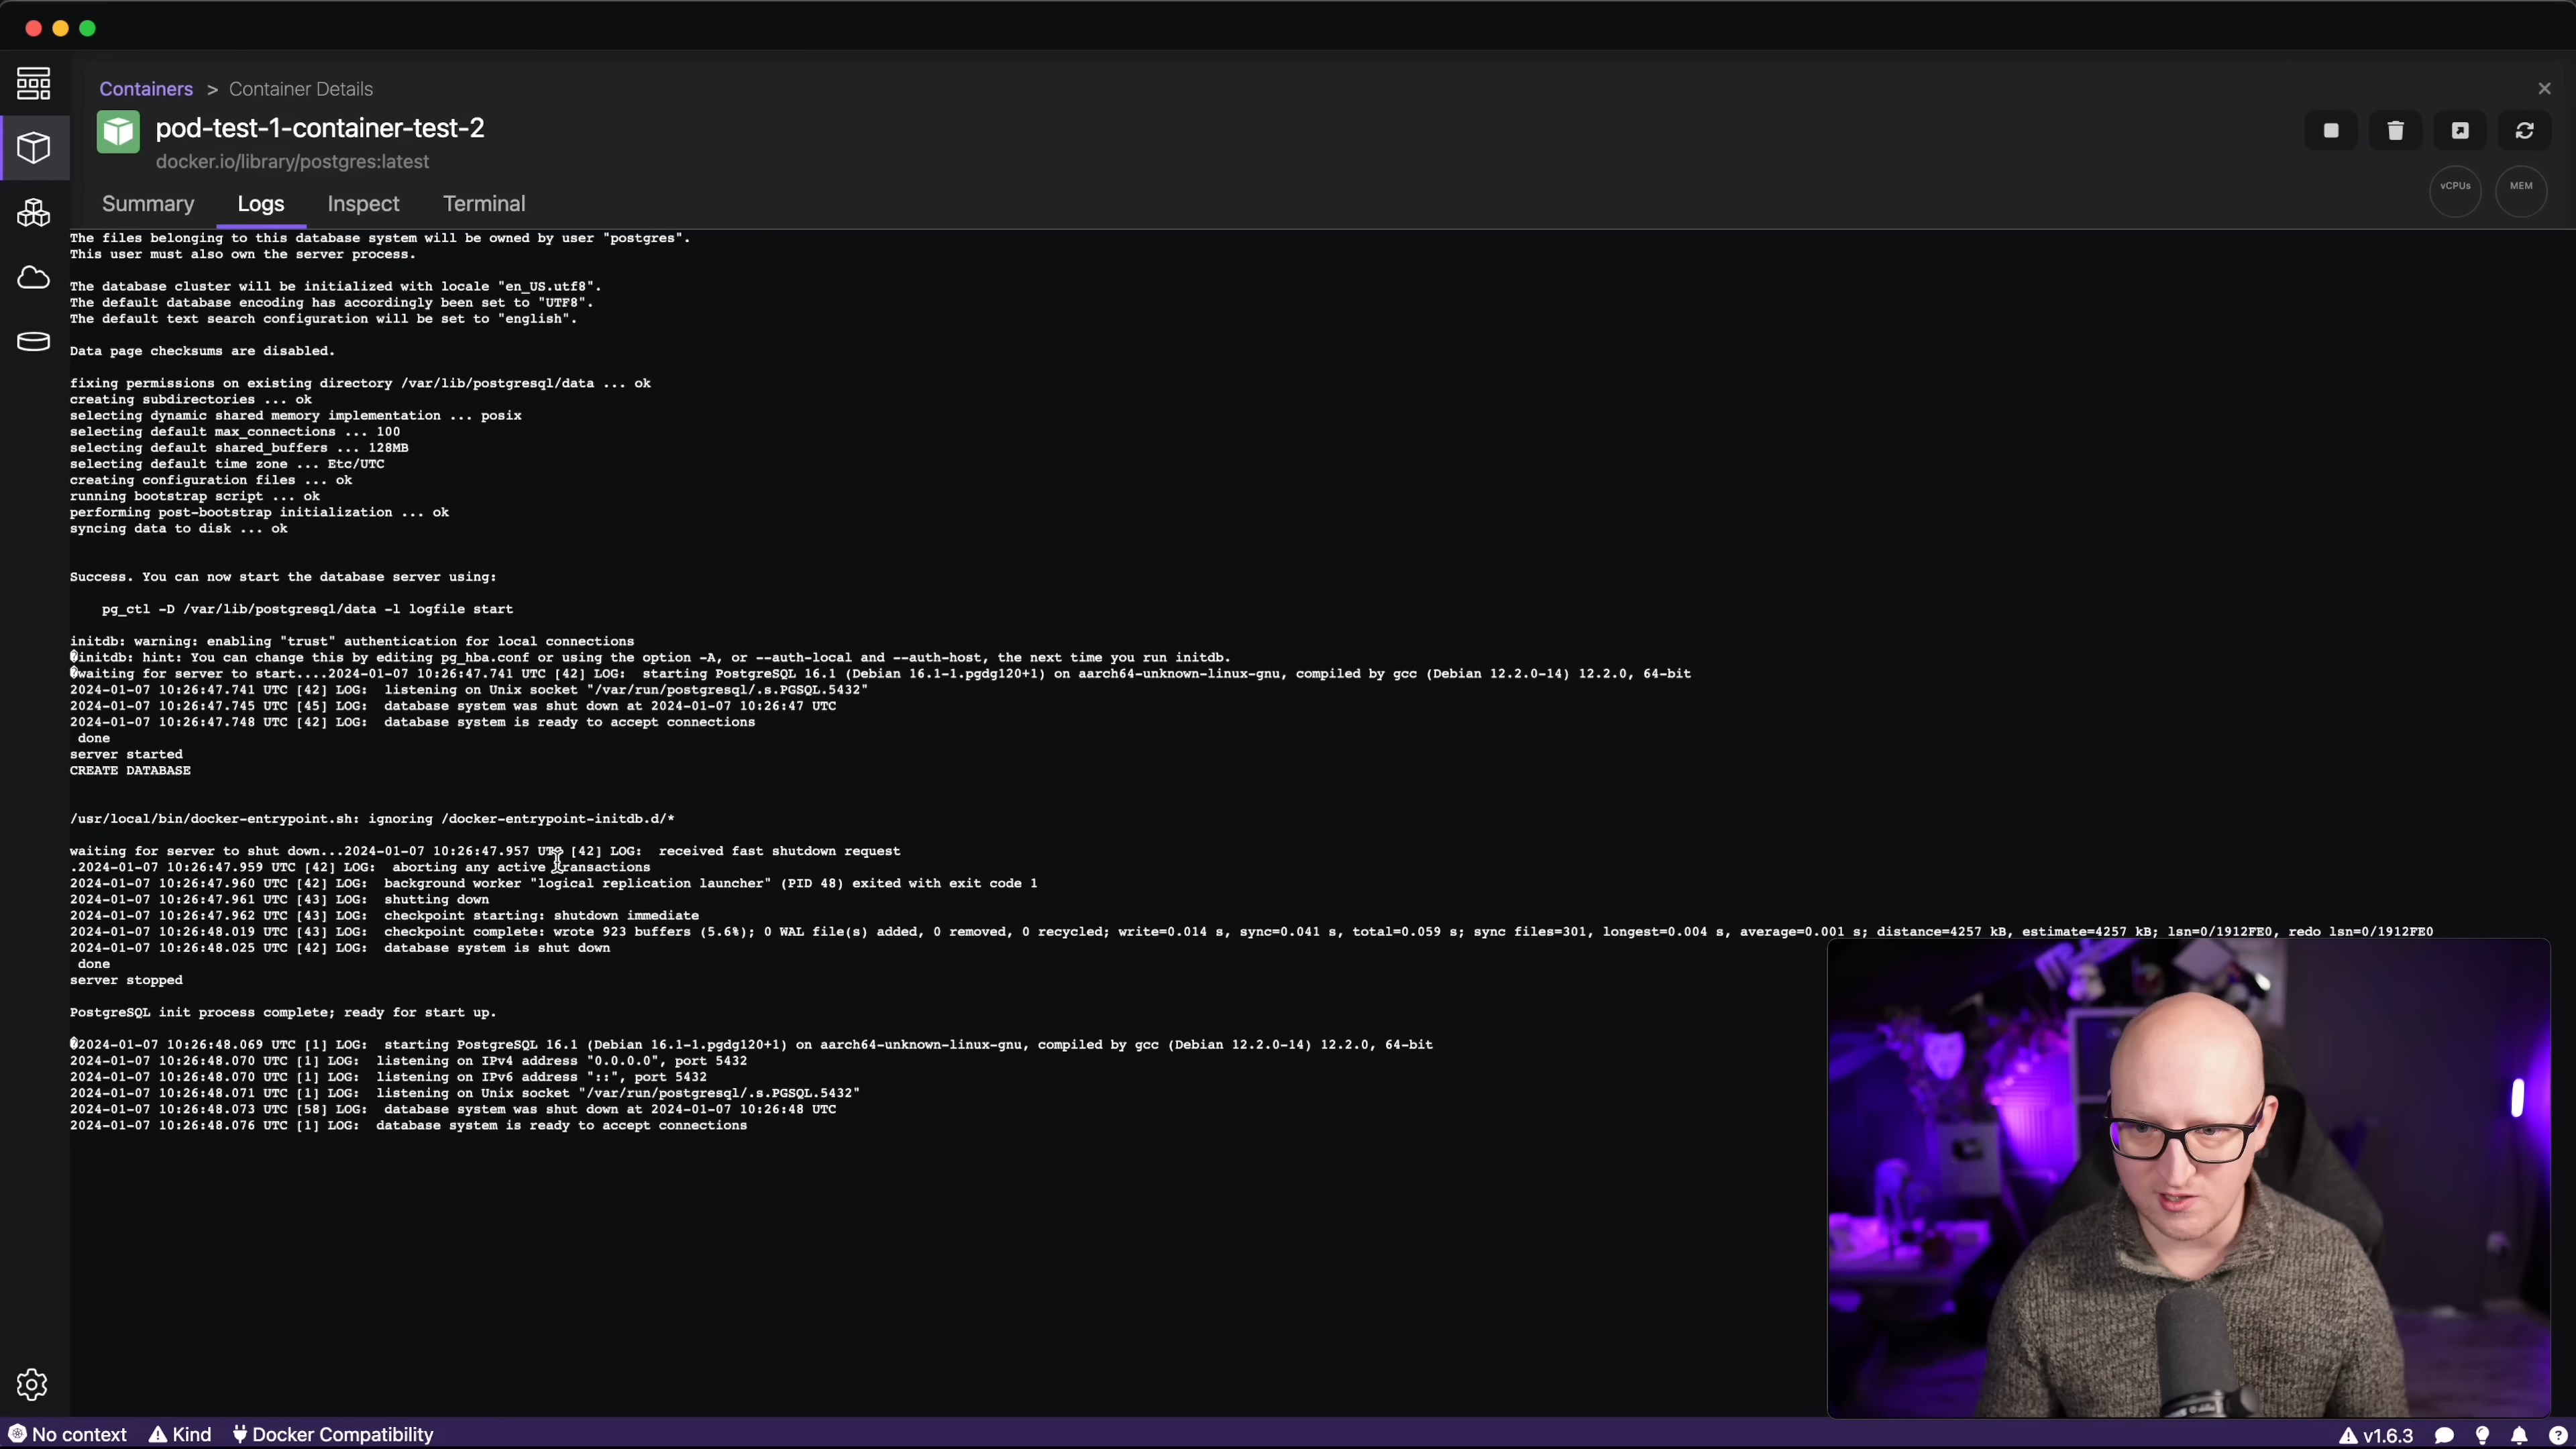 Containers > Container Details
pod-test-1-container-test-2
docker.io/library/postgres:latest
Summary Logs Inspect Terminal
vCPUs MEM
The files belonging to this database system will be owned by user "postgres".
This user must also own the server process.
The database cluster will be initialized with locale "en_US.utf8".
The default database encoding has accordingly been set to "UTF8".
The default text search configuration will be set to "english".
Data page checksums are disabled.
fixing permissions on existing directory /var/lib/postgresql/data ... ok
creating subdirectories ... ok
selecting dynamic shared memory implementation ... posix
selecting default max_connections ... 100
selecting default shared_buffers ... 128MB
selecting default time zone ... Etc/UTC
creating configuration files ... ok
running bootstrap script ... ok
performing post-bootstrap initialization ... ok
syncing data to disk ... ok
Success. You can now start the database server using:
pg_ctl -D /var/lib/postgresql/data -l logfile start
initdb: warning: enabling "trust" authentication for local connections
�initdb: hint: You can change this by editing pg_hba.conf or using the option -A, or --auth-local and --auth-host, the next time you run initdb.
�waiting for server to start....2024-01-07 10:26:47.741 UTC [42] LOG:  starting PostgreSQL 16.1 (Debian 16.1-1.pgdg120+1) on aarch64-unknown-linux-gnu, compiled by gcc (Debian 12.2.0-14) 12.2.0, 64-bit
2024-01-07 10:26:47.741 UTC [42] LOG:  listening on Unix socket "/var/run/postgresql/.s.PGSQL.5432"
2024-01-07 10:26:47.745 UTC [45] LOG:  database system was shut down at 2024-01-07 10:26:47 UTC
2024-01-07 10:26:47.748 UTC [42] LOG:  database system is ready to accept connections
done
server started
CREATE DATABASE
/usr/local/bin/docker-entrypoint.sh: ignoring /docker-entrypoint-initdb.d/*
waiting for server to shut down...2024-01-07 10:26:47.957 UTC [42] LOG:  received fast shutdown request
.2024-01-07 10:26:47.959 UTC [42] LOG:  aborting any active transactions
2024-01-07 10:26:47.960 UTC [42] LOG:  background worker "logical replication launcher" (PID 48) exited with exit code 1
2024-01-07 10:26:47.961 UTC [43] LOG:  shutting down
2024-01-07 10:26:47.962 UTC [43] LOG:  checkpoint starting: shutdown immediate
2024-01-07 10:26:48.019 UTC [43] LOG:  checkpoint complete: wrote 923 buffers (5.6%); 0 WAL file(s) added, 0 removed, 0 recycled; write=0.014 s, sync=0.041 s, total=0.059 s; sync files=301, longest=0.004 s, average=0.001 s; distance=4257 kB, estimate=4257 kB; lsn=0/1912FE0, redo lsn=0/1912FE0
2024-01-07 10:26:48.025 UTC [42] LOG:  database system is shut down
done
server stopped
PostgreSQL init process complete; ready for start up.
�2024-01-07 10:26:48.069 UTC [1] LOG:  starting PostgreSQL 16.1 (Debian 16.1-1.pgdg120+1) on aarch64-unknown-linux-gnu, compiled by gcc (Debian 12.2.0-14) 12.2.0, 64-bit
2024-01-07 10:26:48.070 UTC [1] LOG:  listening on IPv4 address "0.0.0.0", port 5432
2024-01-07 10:26:48.070 UTC [1] LOG:  listening on IPv6 address "::", port 5432
2024-01-07 10:26:48.071 UTC [1] LOG:  listening on Unix socket "/var/run/postgresql/.s.PGSQL.5432"
2024-01-07 10:26:48.073 UTC [58] LOG:  database system was shut down at 2024-01-07 10:26:48 UTC
2024-01-07 10:26:48.076 UTC [1] LOG:  database system is ready to accept connections
No context Kind Docker Compatibility v1.6.3